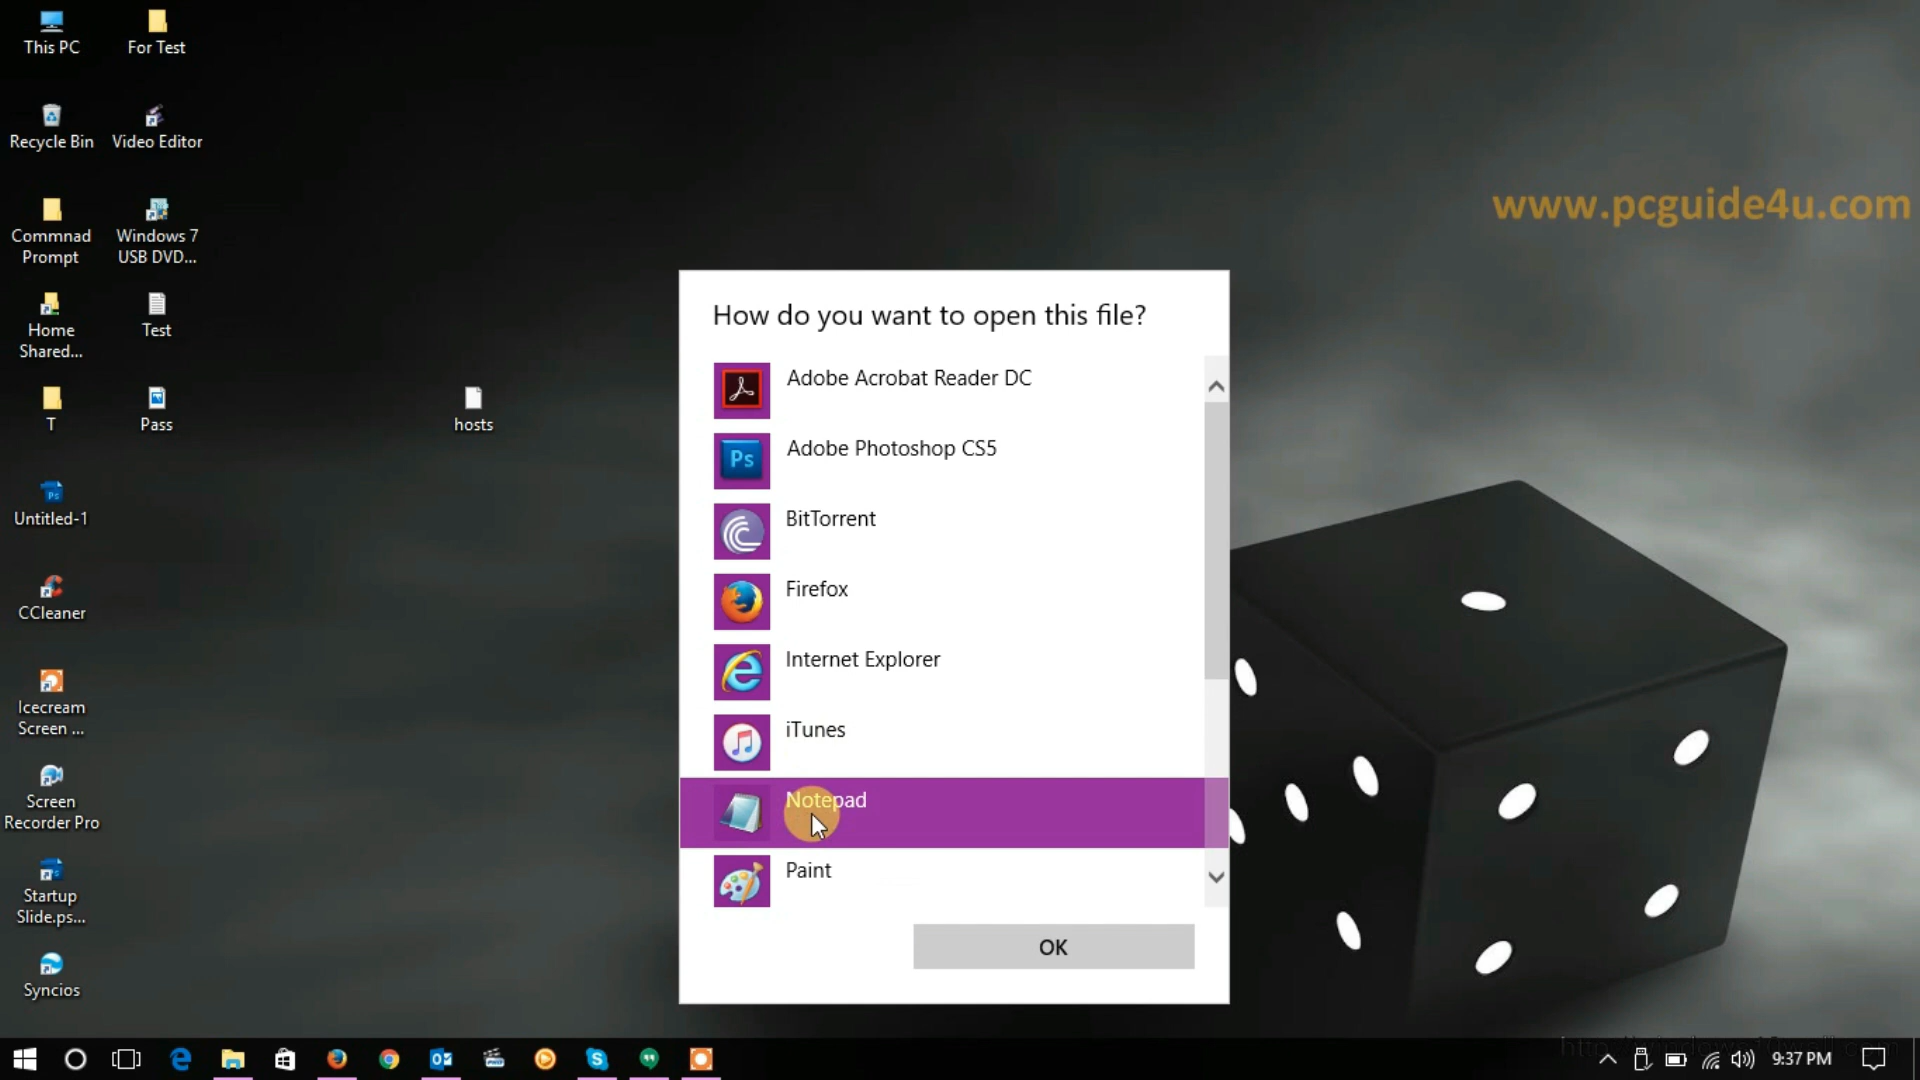 This PC
For Test
Recycle Bin
Video Editor
Commnad
Prompt
Windows 7
USB DVD...
Home
Shared...
Test
T
Pass
hosts
Untitled-1
CCleaner
Icecream
Screen ...
Screen
Recorder Pro
Startup
Slide.ps...
Syncios
www.pcguide4u.com
How do you want to open this file?
Adobe Acrobat Reader DC
Ps
Adobe Photoshop CS5
BitTorrent
Firefox
Internet Explorer
iTunes
Notepad
Paint
OK
9:37 PM